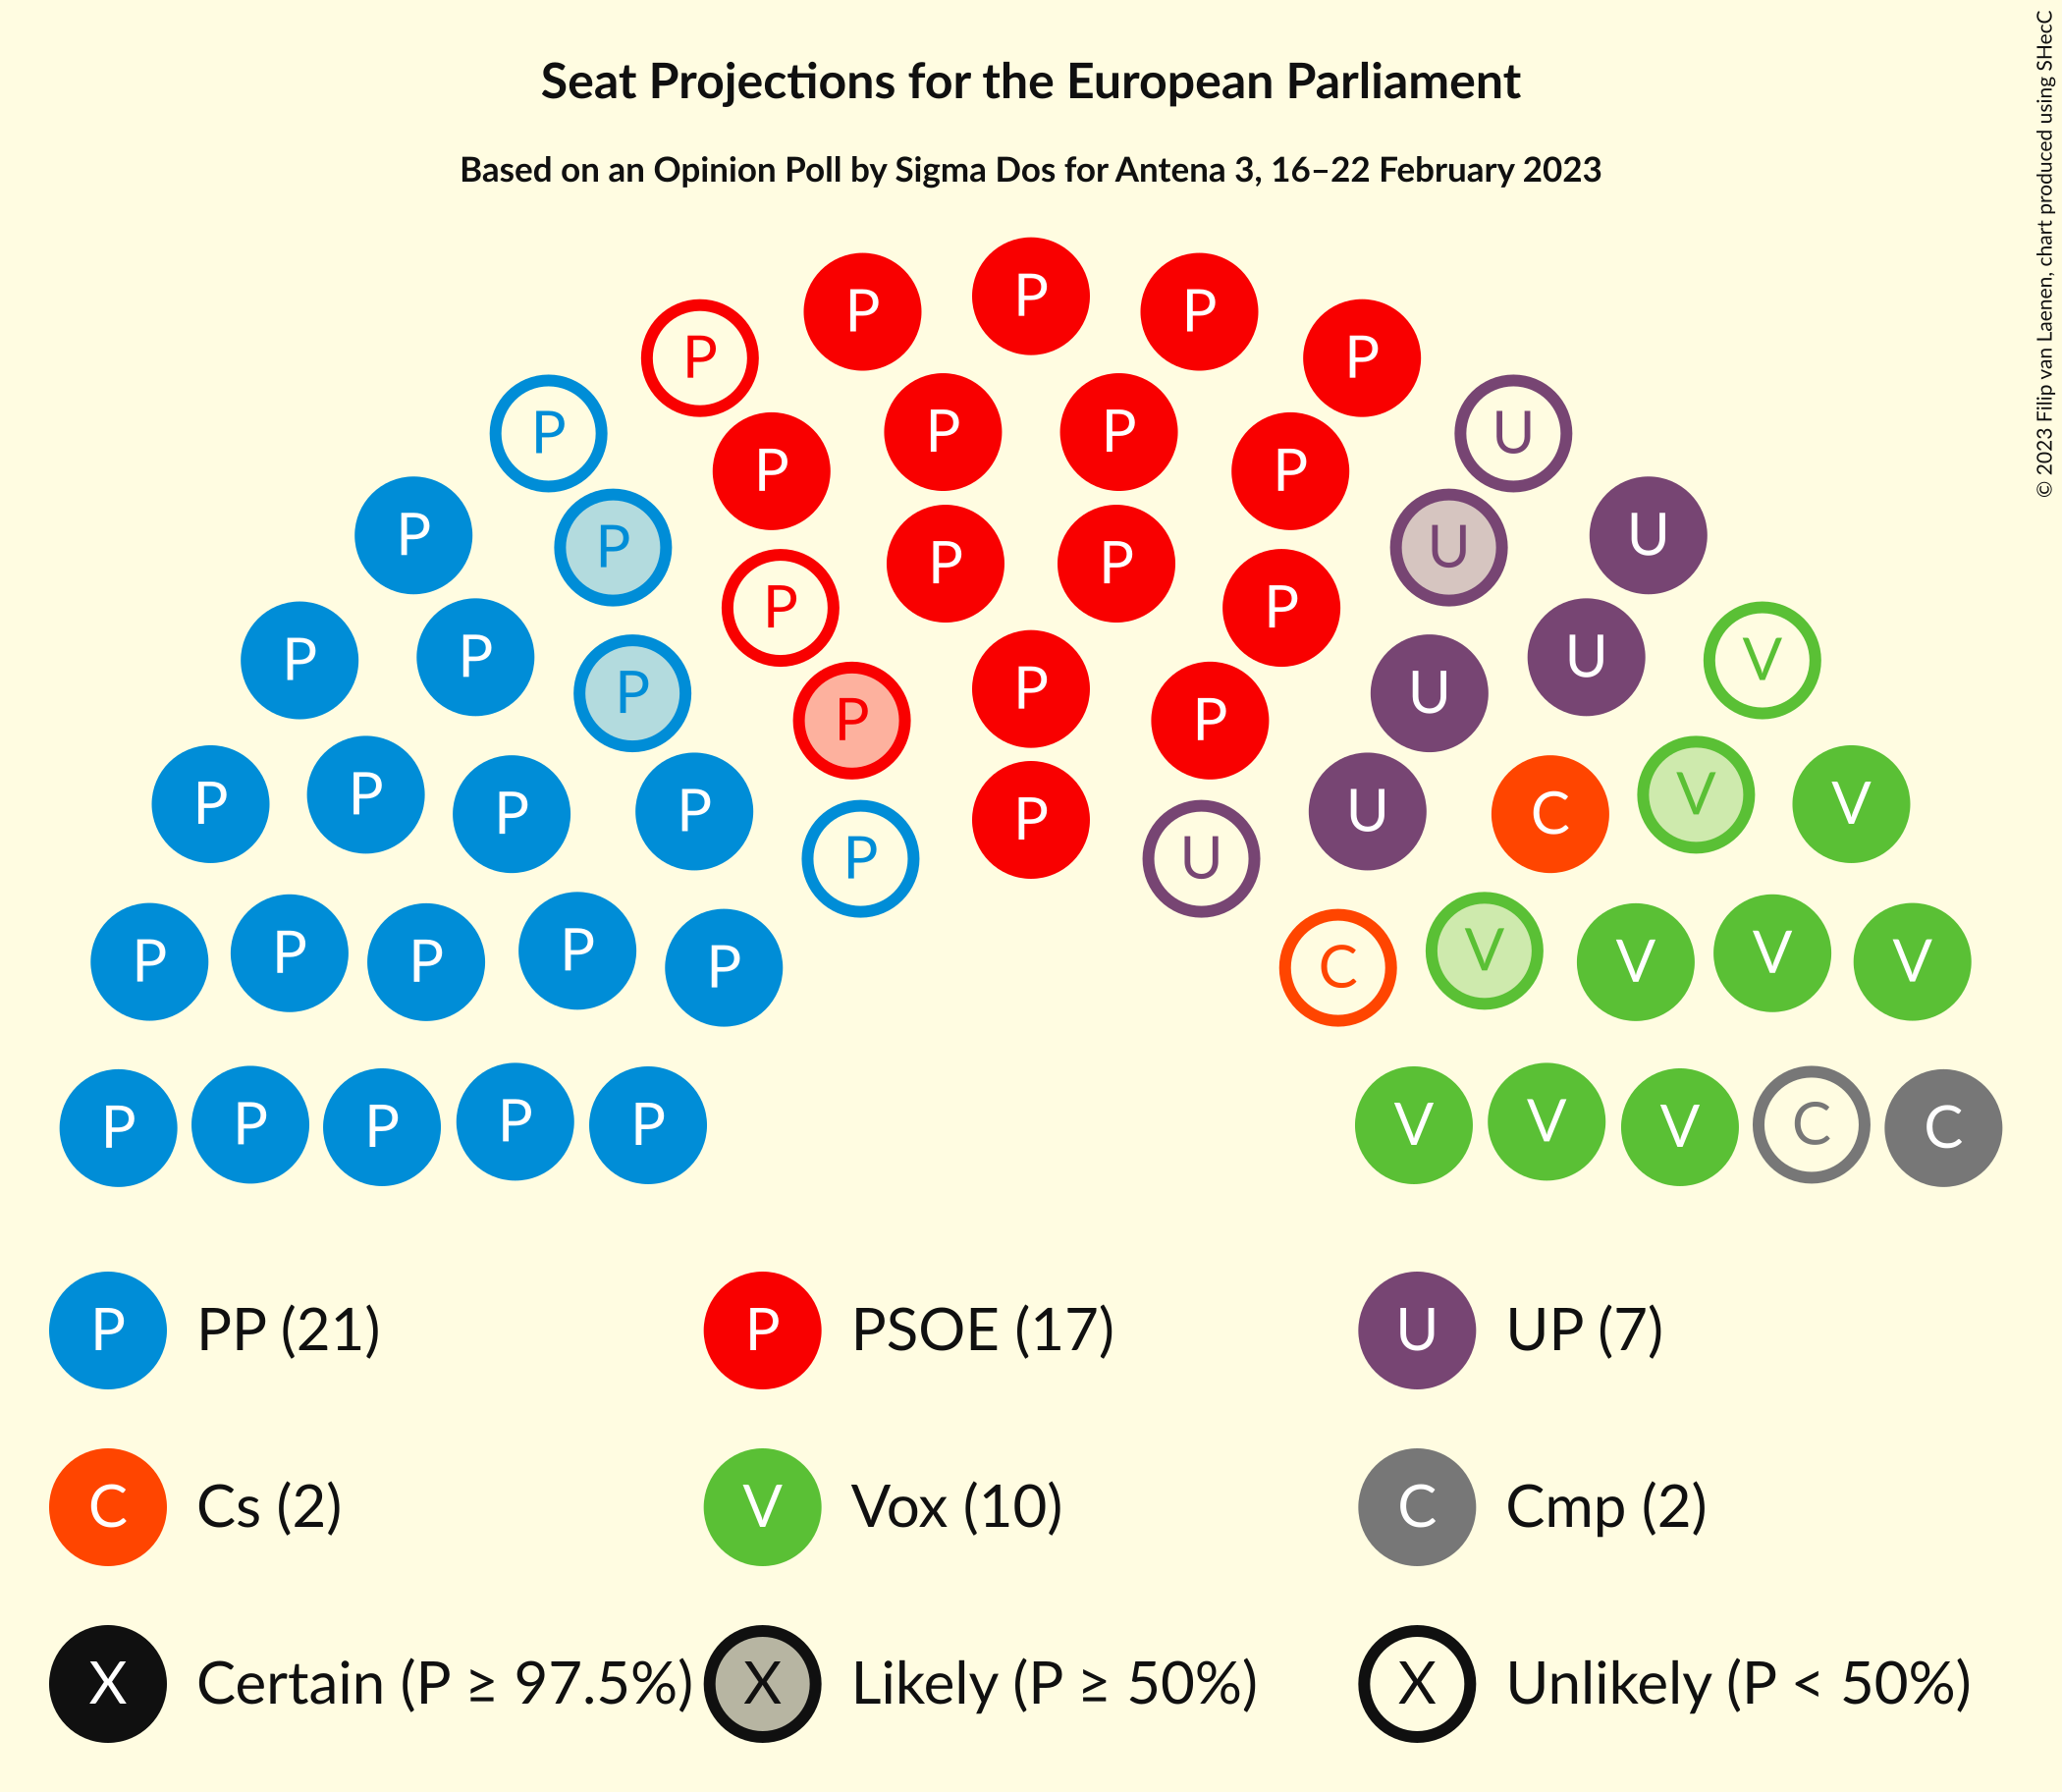 Seat Projections for the European Parliament
Based on an Opinion Poll by Sigma Dos for Antena 3, 16–22 February 2023
© 2023 Filip van Laenen, chart produced using SHecC
P
P P
P P
P P P P
P U
P P
P P U U
P P P
P P U
P P V
P P P U U
P P
P V
P V
P P U C
P
P U
P P V V
P P C
P P V V V
P P P V V C
P P V C
P PP (21) P PSOE (17) U UP (7)
C Cs (2) V Vox (10) C Cmp (2)
X Certain (P ≥ 97.5%) X Likely (P ≥ 50%) X Unlikely (P < 50%)